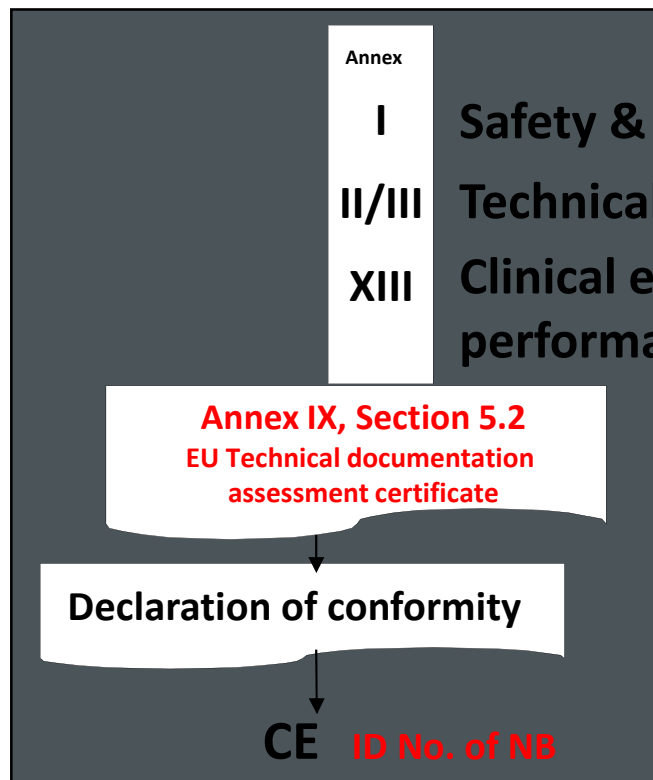 Annex
I Safety &
II/III Technica
XIII Clinical e
performa
Annex IX, Section 5.2
EU Technical documentation
assessment certificate
Declaration of conformity
CE ID No. of NB